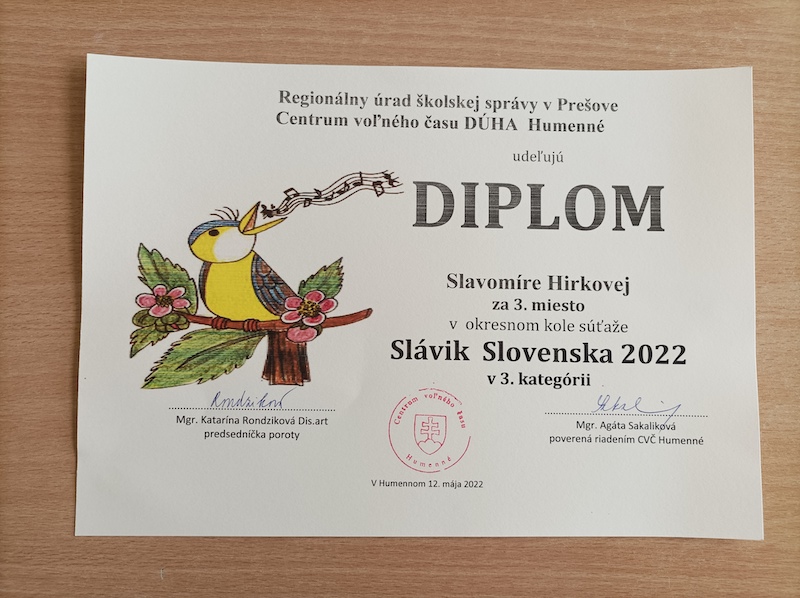 Regionálny úrad školskej správy v Prešove
Centrum voľného času DÚHA Humenné
udeľujú
DIPLOM
Slavomíre Hirkovej
za 3. miesto
v okresnom kole súťaže
Slávik Slovenska 2022
v 3. kategórii
Mgr. Katarína Rondziková Dis.art
predsedníčka poroty
Centrum voľného času
Humenné
Mgr. Agáta Sakaliková
poverená riadením CVČ Humenné
V Humennom 12. mája 2022